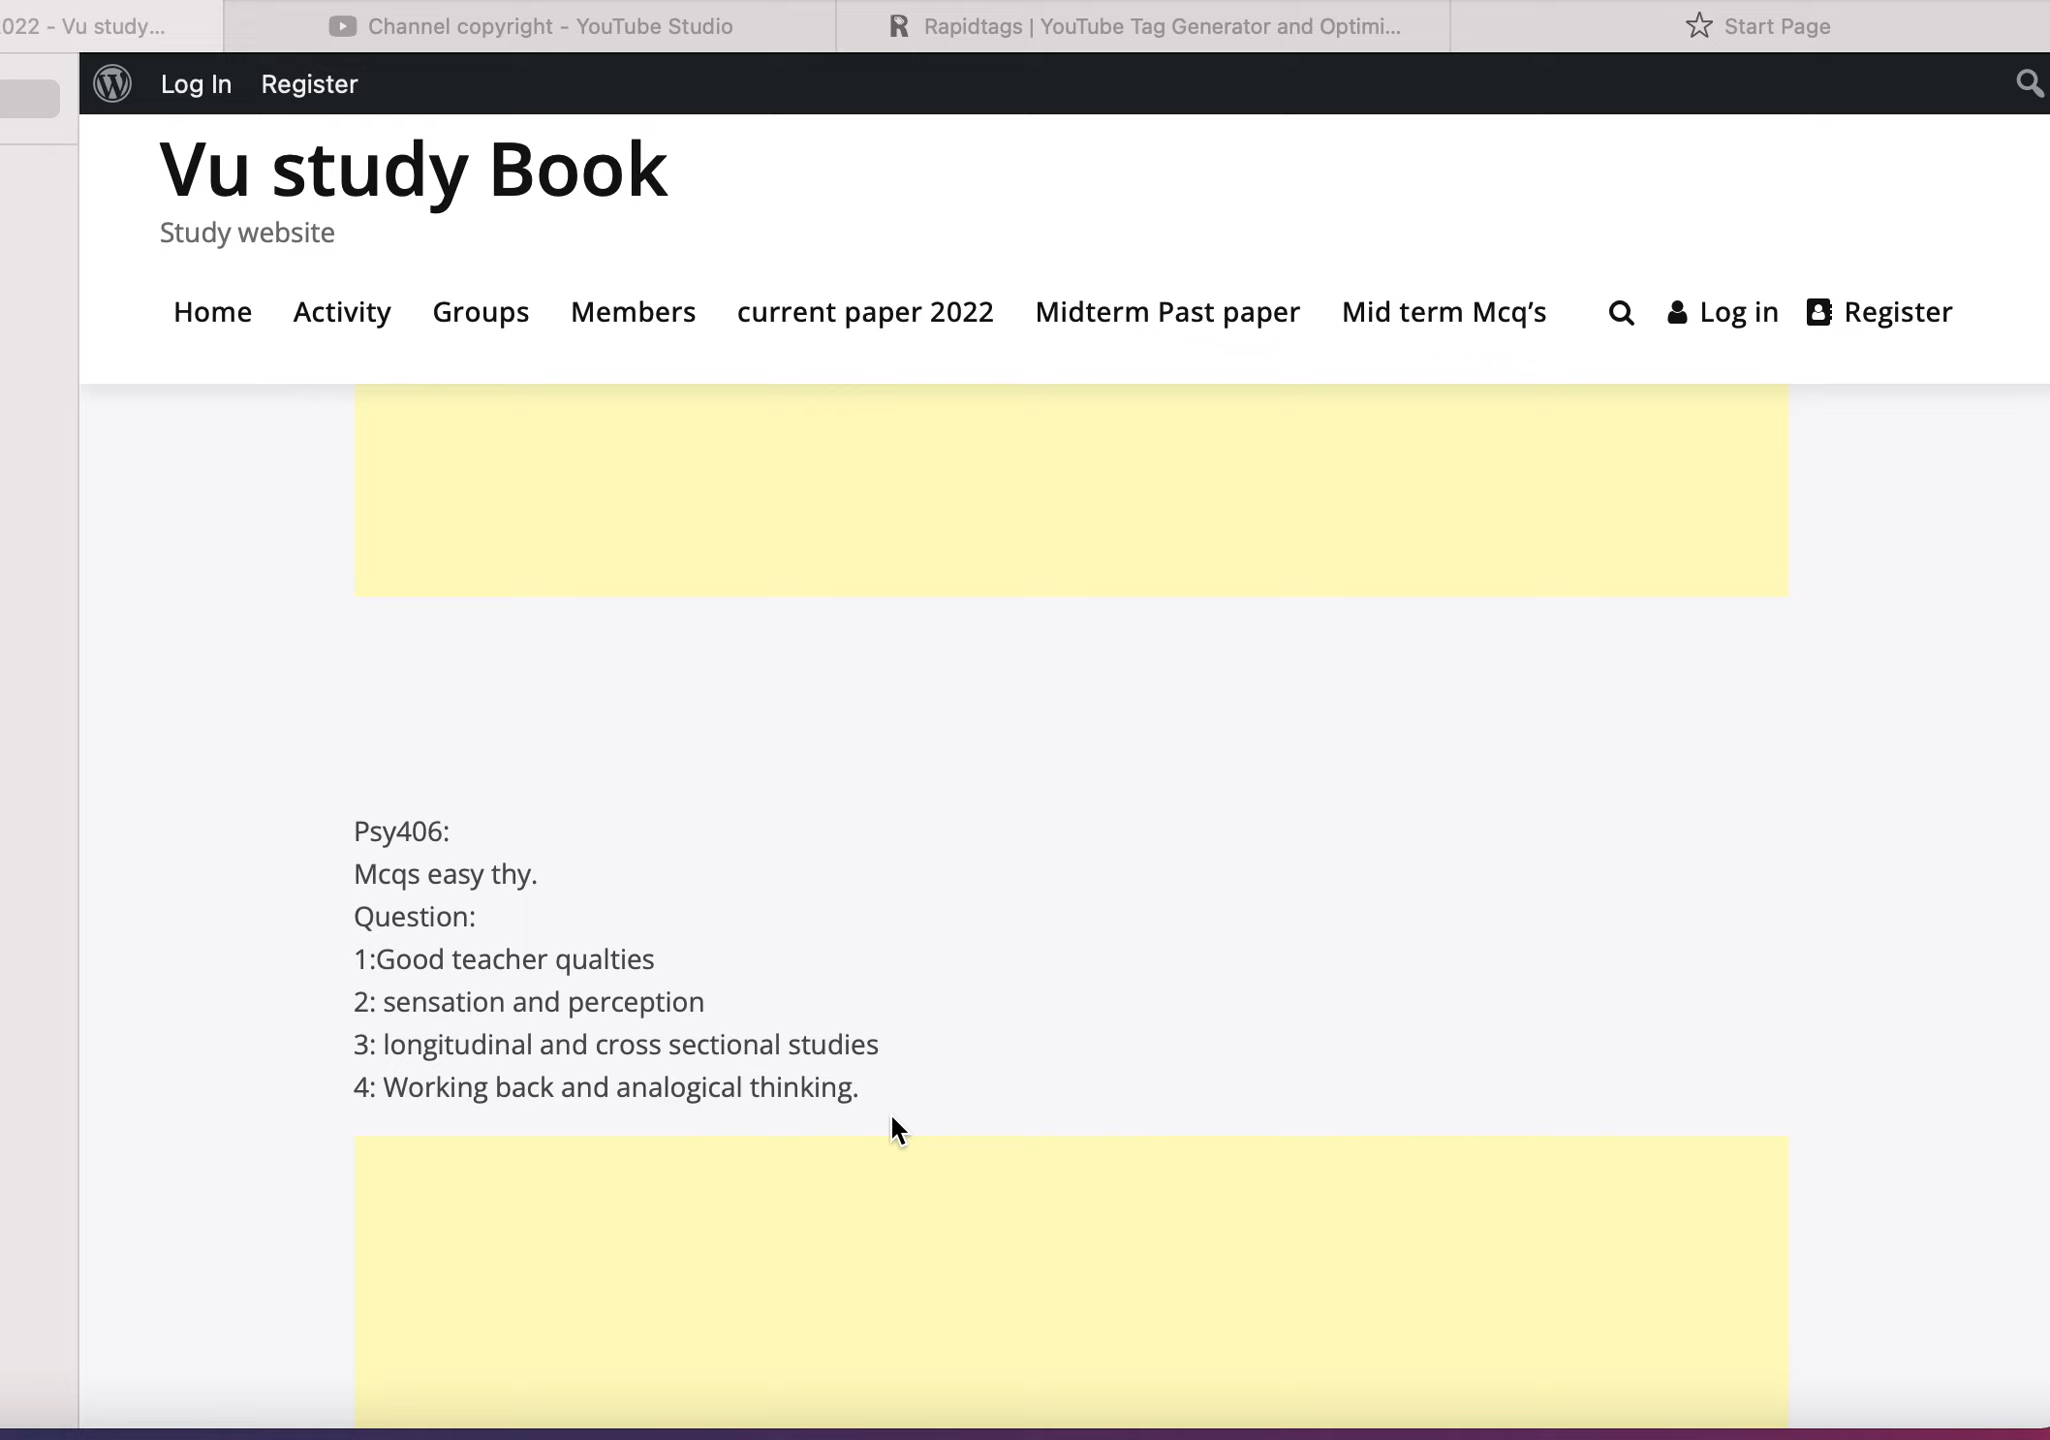 022 - Vu study...
Channel copyright - YouTube Studio
Rapidtags | YouTube Tag Generator and Optimi...
Start Page
Log In
Register
Vu study Book
Study website
Home
Activity
Groups
Members
current paper 2022
Midterm Past paper
Mid term Mcq’s
Log in
Register
Psy406:
Mcqs easy thy.
Question:
1:Good teacher qualties
2: sensation and perception
3: longitudinal and cross sectional studies
4: Working back and analogical thinking.